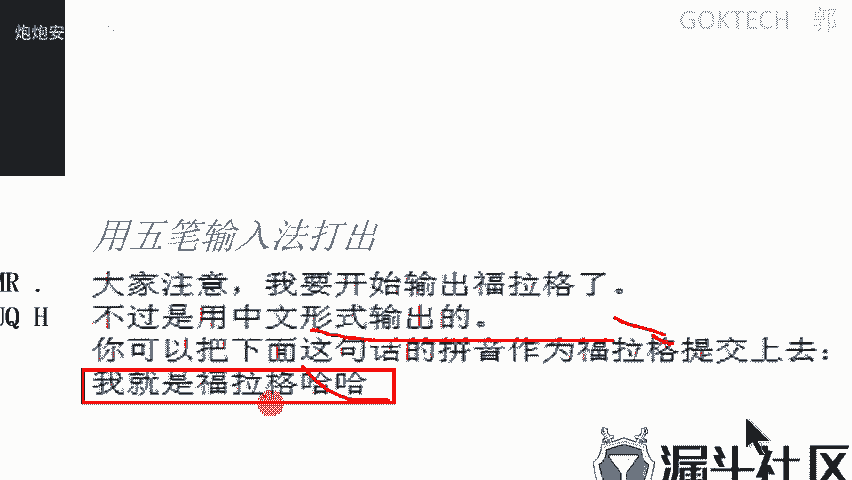 GOKTECH 郭
炮炮安
用五笔输入法打出
MR . 大家注意，我要开始输出福拉格了。
UQ H 不过是用中文形式输出的。
你可以把下面这句话的拼音作为福拉格提交上去：
我就是福拉格哈哈
漏斗社区